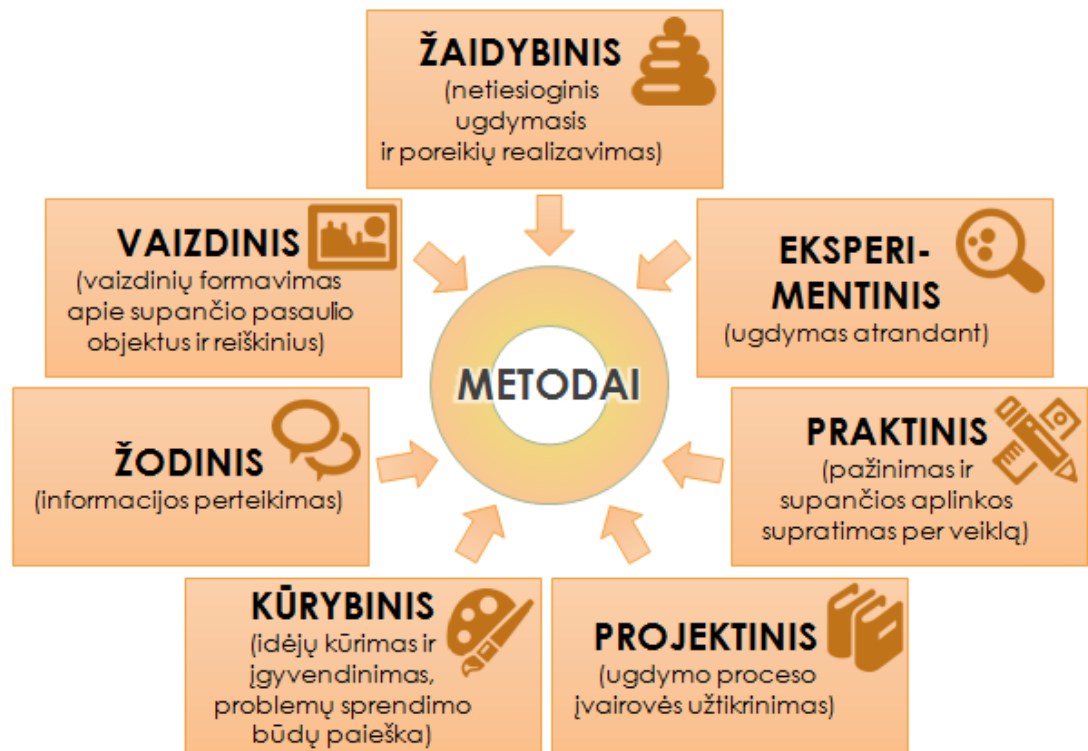 ŽAIDYBINIS
(netiesioginis
ugdymasis
ir poreikių realizavimas)
VAIZDINIS
(vaizdinių formavimas
apie supančio pasaulio
objektus ir reiškinius)
EKSPERI-
MENTINIS
(ugdymas atrandant)
METODAI
ŽODINIS
(informacijos perteikimas)
PRAKTINIS
(pažinimas ir
supančios aplinkos
supratimas per veiklą)
KŪRYBINIS
(idėjų kūrimas ir
įgyvendinimas,
problemų sprendimo
būdų paieška)
PROJEKTINIS
(ugdymo proceso
įvairovės užtikrinimas)